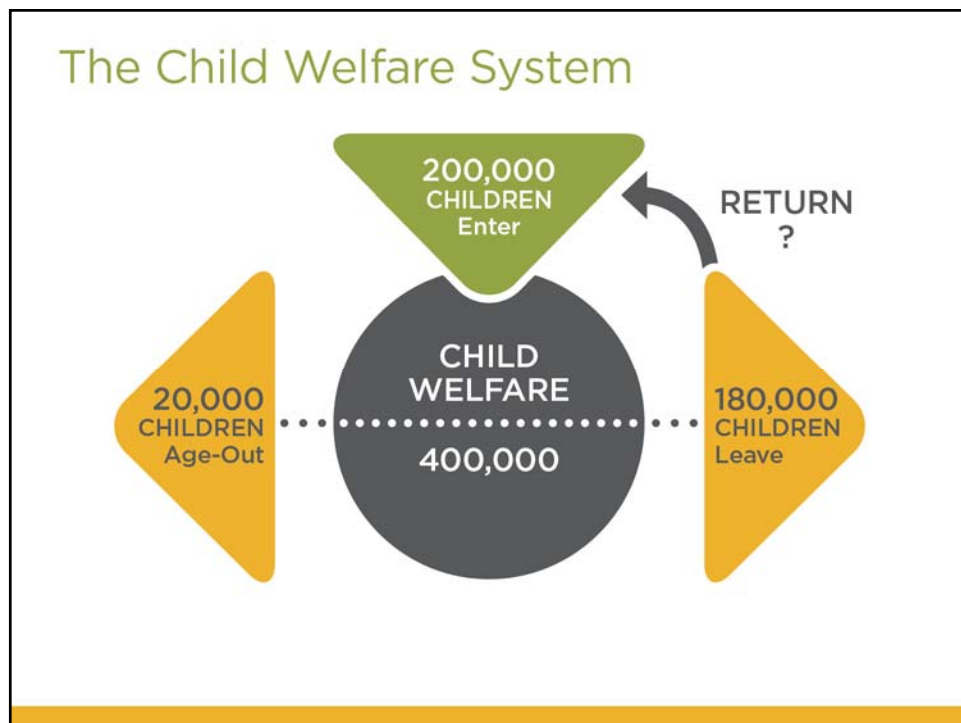 The Child Welfare System
200,000
CHILDREN
Enter
RETURN
?
CHILD
WELFARE
400,000
20,000
CHILDREN
Age-Out
180,000
CHILDREN
Leave